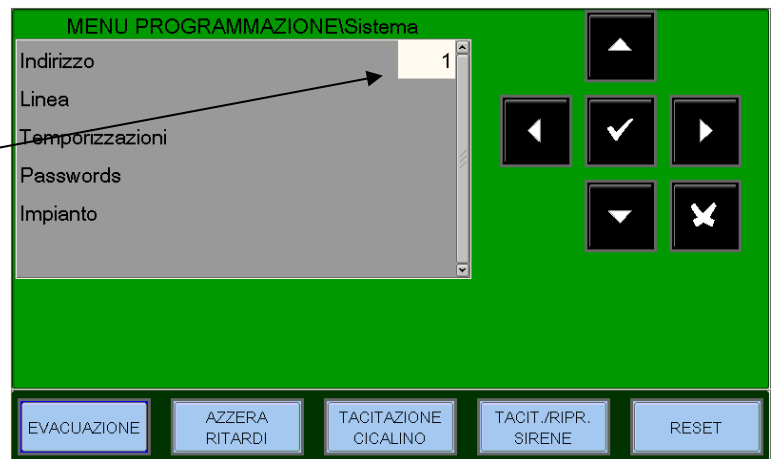 MENU PROGRAMMAZIONE\Sistema
Indirizzo 1
Linea
Temporizzazioni
Passwords
Impianto
EVACUAZIONE
AZZERA
RITARDI
TACITAZIONE
CICALINO
TACIT./RIPR.
SIRENE
RESET